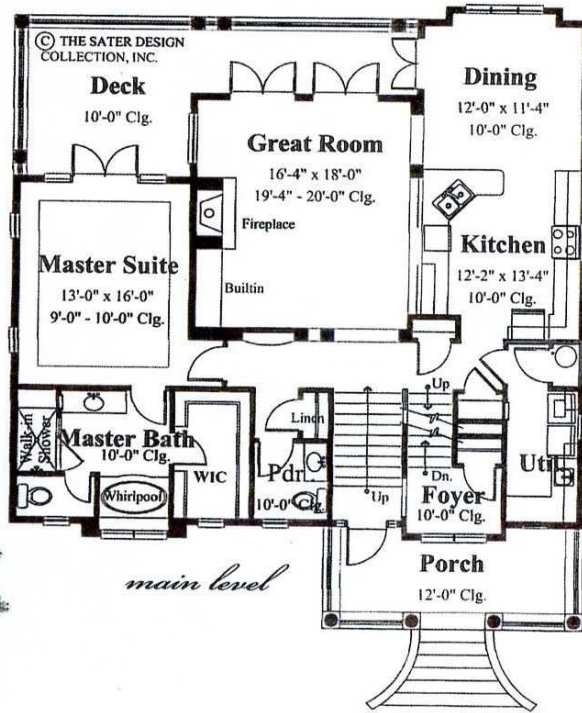 © THE SATER DESIGN
COLLECTION, INC.
Deck
10'-0" Clg.
Dining
12'-0" x 11'-4"
10'-0" Clg.
Great Room
16'-4" x 18'-0"
19'-4" - 20'-0" Clg.
Fireplace
Builtin
Kitchen
12'-2" x 13'-4"
10'-0" Clg.
Master Suite
13'-0" x 16'-0"
9'-0" - 10'-0" Clg.
Up
Linen
Walk-in
Shower
Master Bath
10'-0" Clg.
WIC
Pdr.
10'-0" Clg.
Whirlpool
Up
Dn.
Foyer
10'-0" Clg.
Util.
Porch
12'-0" Clg.
main level